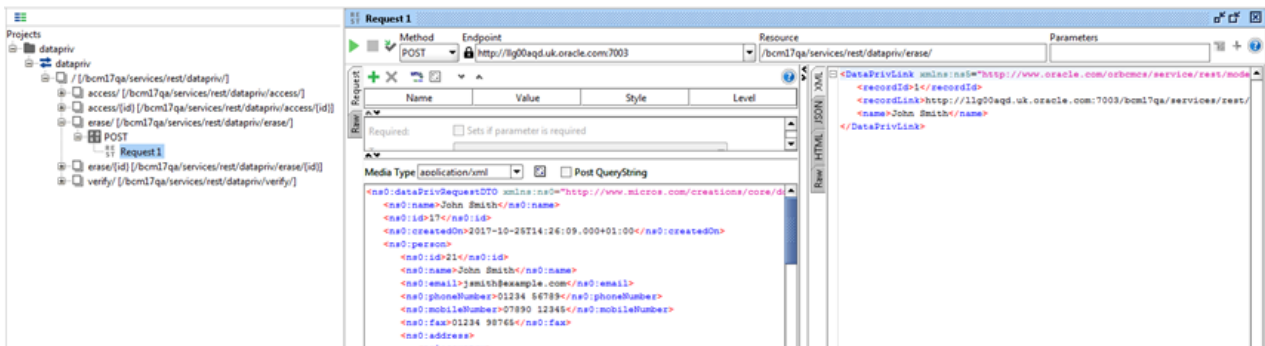 Projects
datapriv
datapriv
/ [/bcm17qa/services/rest/datapriv/]
access/ [/bcm17qa/services/rest/datapriv/access/]
access/{id} [/bcm17qa/services/rest/datapriv/access/{id}]
erase/ [/bcm17qa/services/rest/datapriv/erase/]
POST
REST Request 1
erase/{id} [/bcm17qa/services/rest/datapriv/erase/{id}]
verify/ [/bcm17qa/services/rest/datapriv/verify/]
REST Request 1
Method Endpoint Resource Parameters
POST http://llg00aqd.uk.oracle.com:7003 /bcm17qa/services/rest/datapriv/erase/
Request
Raw
Name Value Style Level
Required: Sets if parameter is required
Media Type application/xml Post QueryString
<ns0:dataPrivRequestDTO xmlns:ns0="http://www.micros.com/creations/core/do
<ns0:name>John Smith</ns0:name>
<ns0:id>17</ns0:id>
<ns0:createdOn>2017-10-25T14:26:09.000+01:00</ns0:createdOn>
<ns0:person>
<ns0:id>21</ns0:id>
<ns0:name>John Smith</ns0:name>
<ns0:email>jsmith@example.com</ns0:email>
<ns0:phoneNumber>01234 56789</ns0:phoneNumber>
<ns0:mobileNumber>07890 12345</ns0:mobileNumber>
<ns0:fax>01234 98765</ns0:fax>
<ns0:address>
XML
JSON
HTML
Raw
<DataPrivLink xmlns:ns6="http://www.oracle.com/orbcmcs/service/rest/mode
<recordId>1</recordId>
<recordLink>http://llg00aqd.uk.oracle.com:7003/bcm17qa/services/rest/
<name>John Smith</name>
</DataPrivLink>